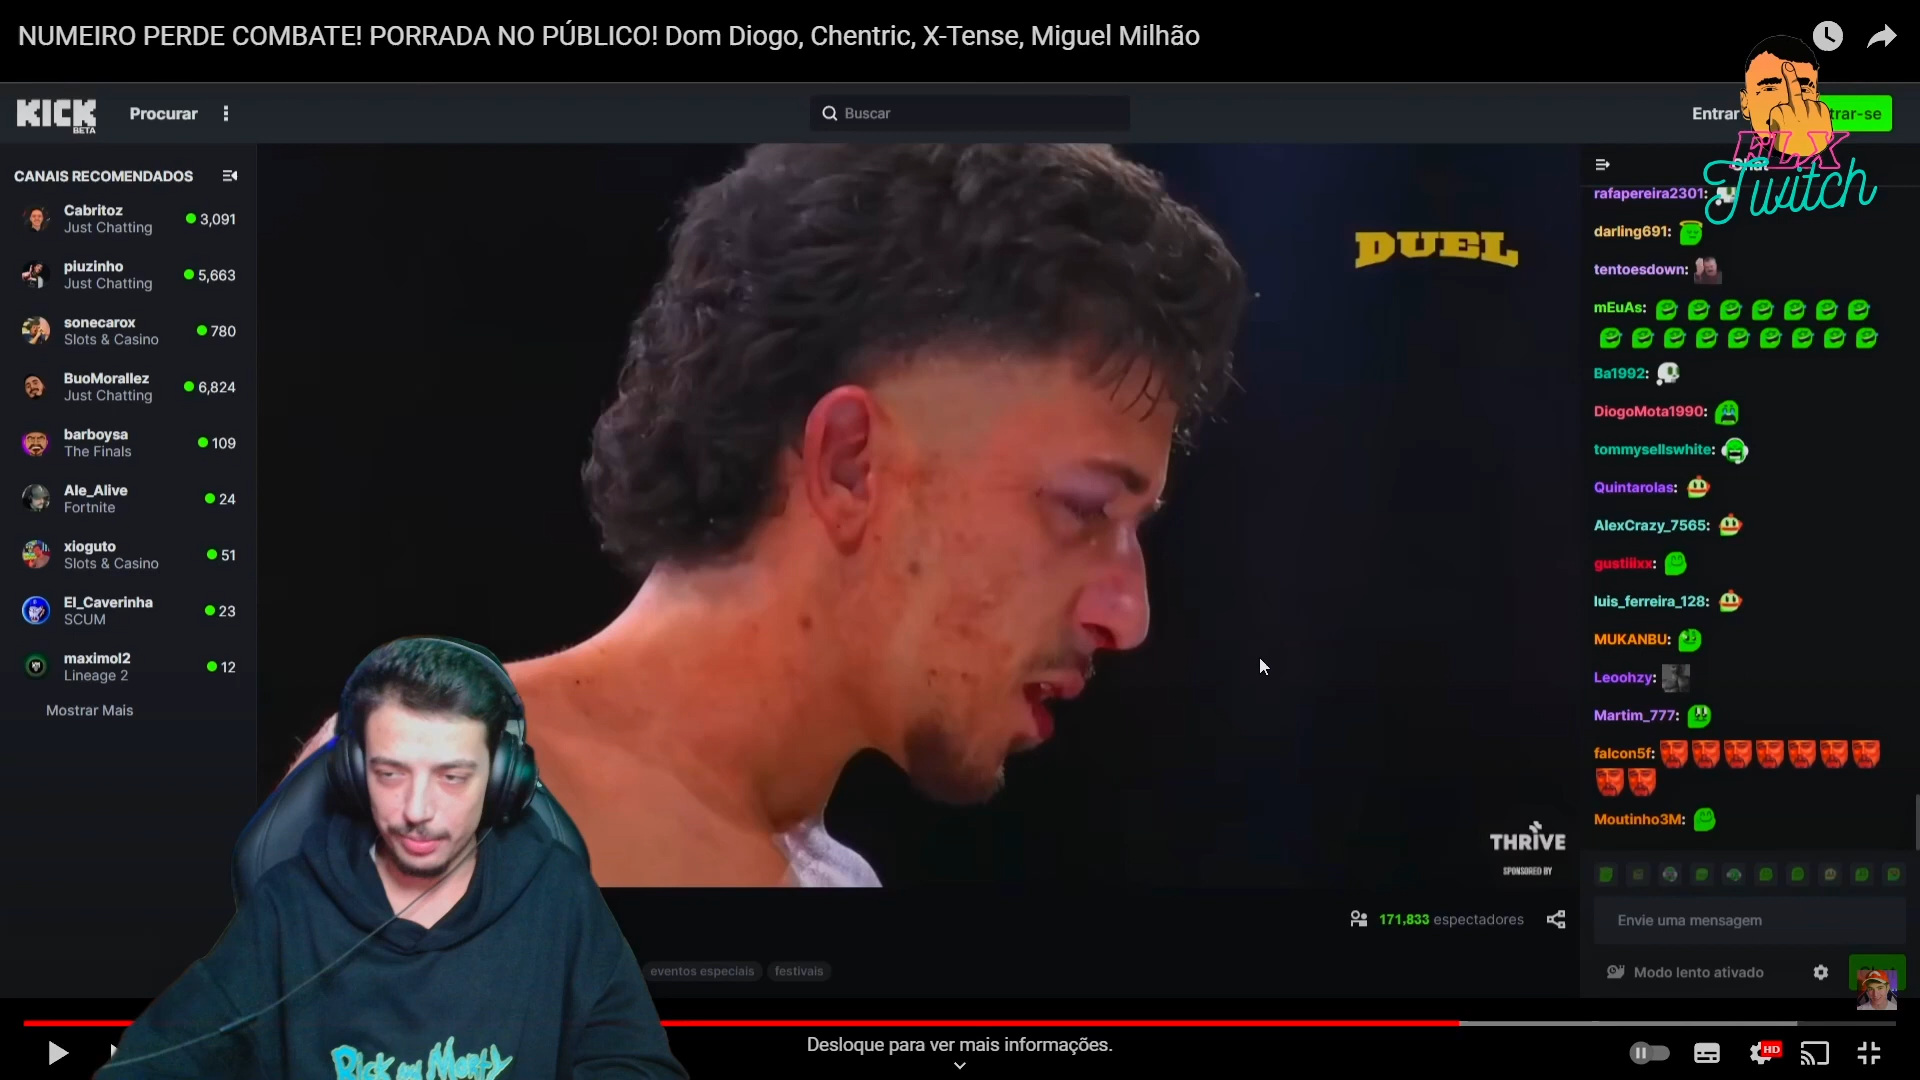 NUMEIRO PERDE COMBATE! PORRADA NO PÚBLICO! Dom Diogo, Chentric, X-Tense, Miguel Milhão
KICK
BETA
Procurar
Buscar
Entrar
trar-se
FLX
Twitch
CANAIS RECOMENDADOS
Cabritoz
Just Chatting
3,091
piuzinho
Just Chatting
5,663
sonecarox
Slots & Casino
780
BuoMorallez
Just Chatting
6,824
barboysa
The Finals
109
Ale_Alive
Fortnite
24
xioguto
Slots & Casino
51
El_Caverinha
SCUM
23
maximol2
Lineage 2
12
Mostrar Mais
DUEL
THRIVE
SPONSORED BY
171,833 espectadores
eventos especiais
festivais
Chat
rafapereira2301:
darling691:
tentoesdown:
mEuAs:
Ba1992:
DiogoMota1990:
tommysellswhite:
Quintarolas:
AlexCrazy_7565:
gustiiixx:
luis_ferreira_128:
MUKANBU:
Leoohzy:
Martim_777:
falcon5f:
Moutinho3M:
Envie uma mensagem
Modo lento ativado
Rick and Morty
Desloque para ver mais informações.
HD